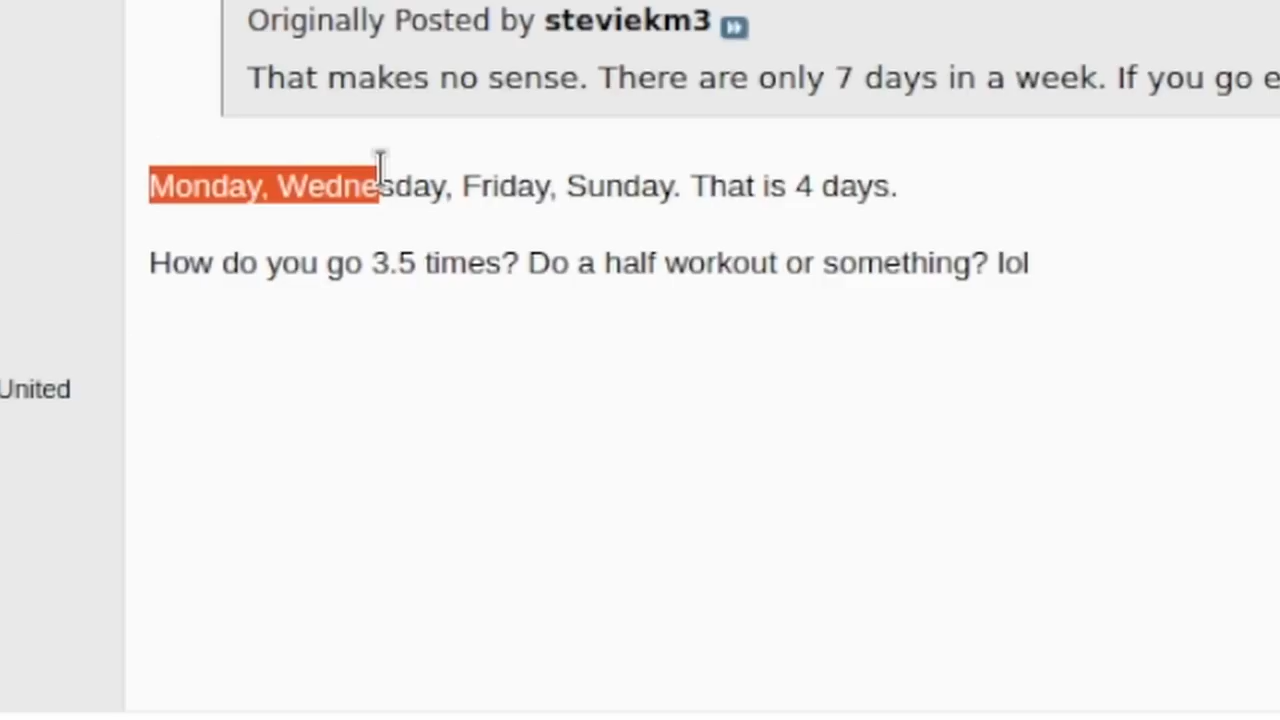 Originally Posted by steviekm3
That makes no sense. There are only 7 days in a week. If you go
Monday, Wednesday, Friday, Sunday. That is 4 days.
How do you go 3.5 times? Do a half workout or something? lol
United